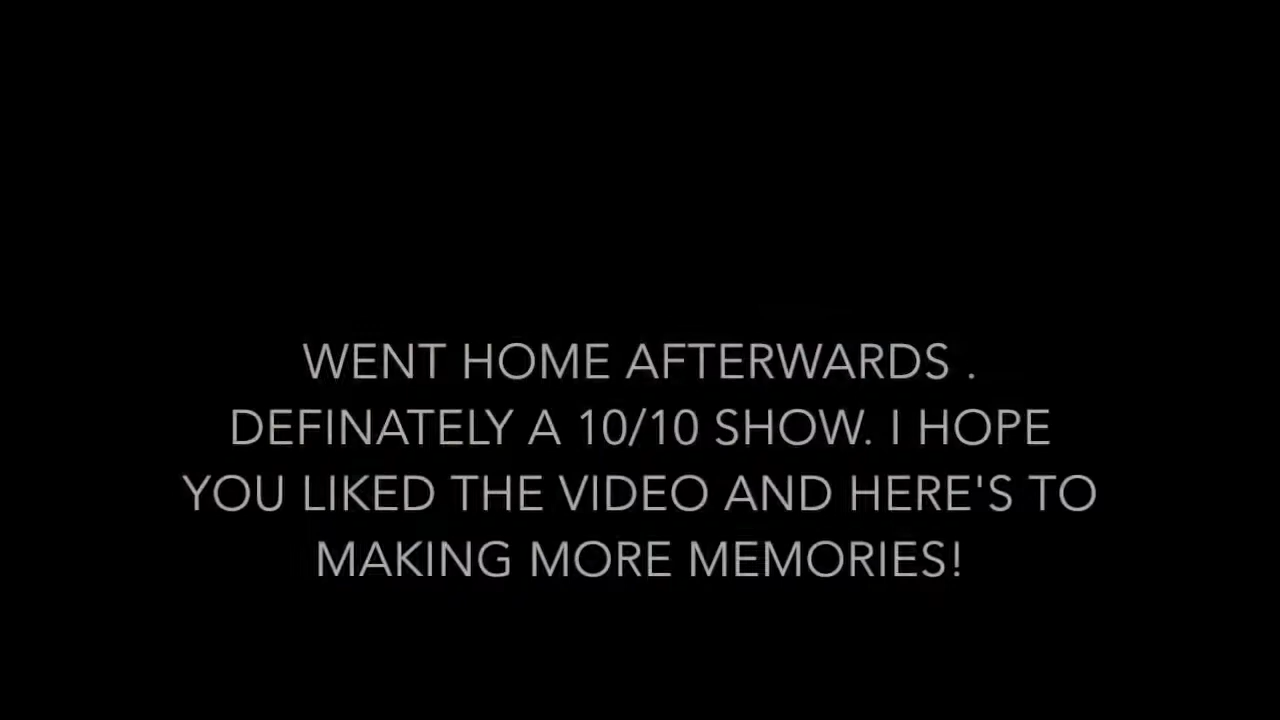 WENT HOME AFTERWARDS .
DEFINATELY A 10/10 SHOW. I HOPE
YOU LIKED THE VIDEO AND HERE'S TO
MAKING MORE MEMORIES!